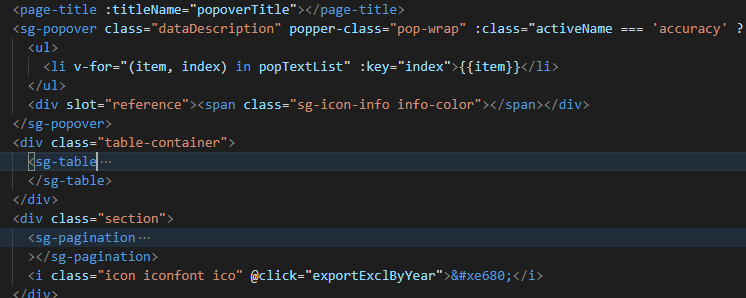 <page-title :titleName="popoverTitle"></page-title>
<sg-popover class="dataDescription" popper-class="pop-wrap" :class="activeName === 'accuracy' ?
<ul>
<li v-for="(item, index) in popTextList" :key="index">{{item}}</li>
</ul>
<div slot="reference"><span class="sg-icon-info info-color"></span></div>
</sg-popover>
<div class="table-container">
<sg-table ...
</sg-table>
</div>
<div class="section">
<sg-pagination ...
></sg-pagination>
<i class="icon iconfont ico" @click="exportExclByYear">&#xe680;</i>
</div>